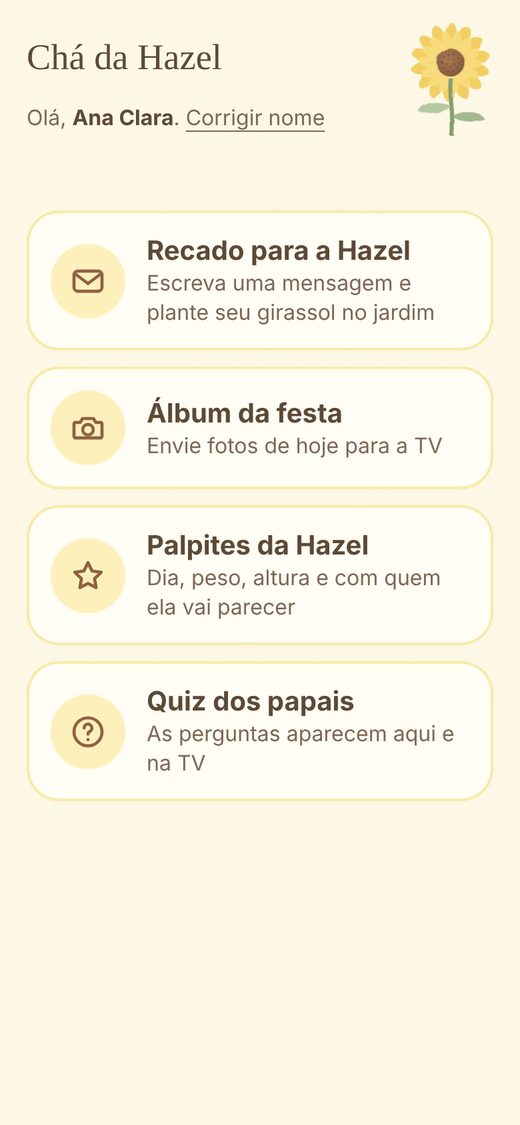 Chá da Hazel
Olá, Ana Clara. Corrigir nome
Recado para a Hazel
Escreva uma mensagem e
plante seu girassol no jardim
Álbum da festa
Envie fotos de hoje para a TV
Palpites da Hazel
Dia, peso, altura e com quem
ela vai parecer
Quiz dos papais
As perguntas aparecem aqui e
na TV